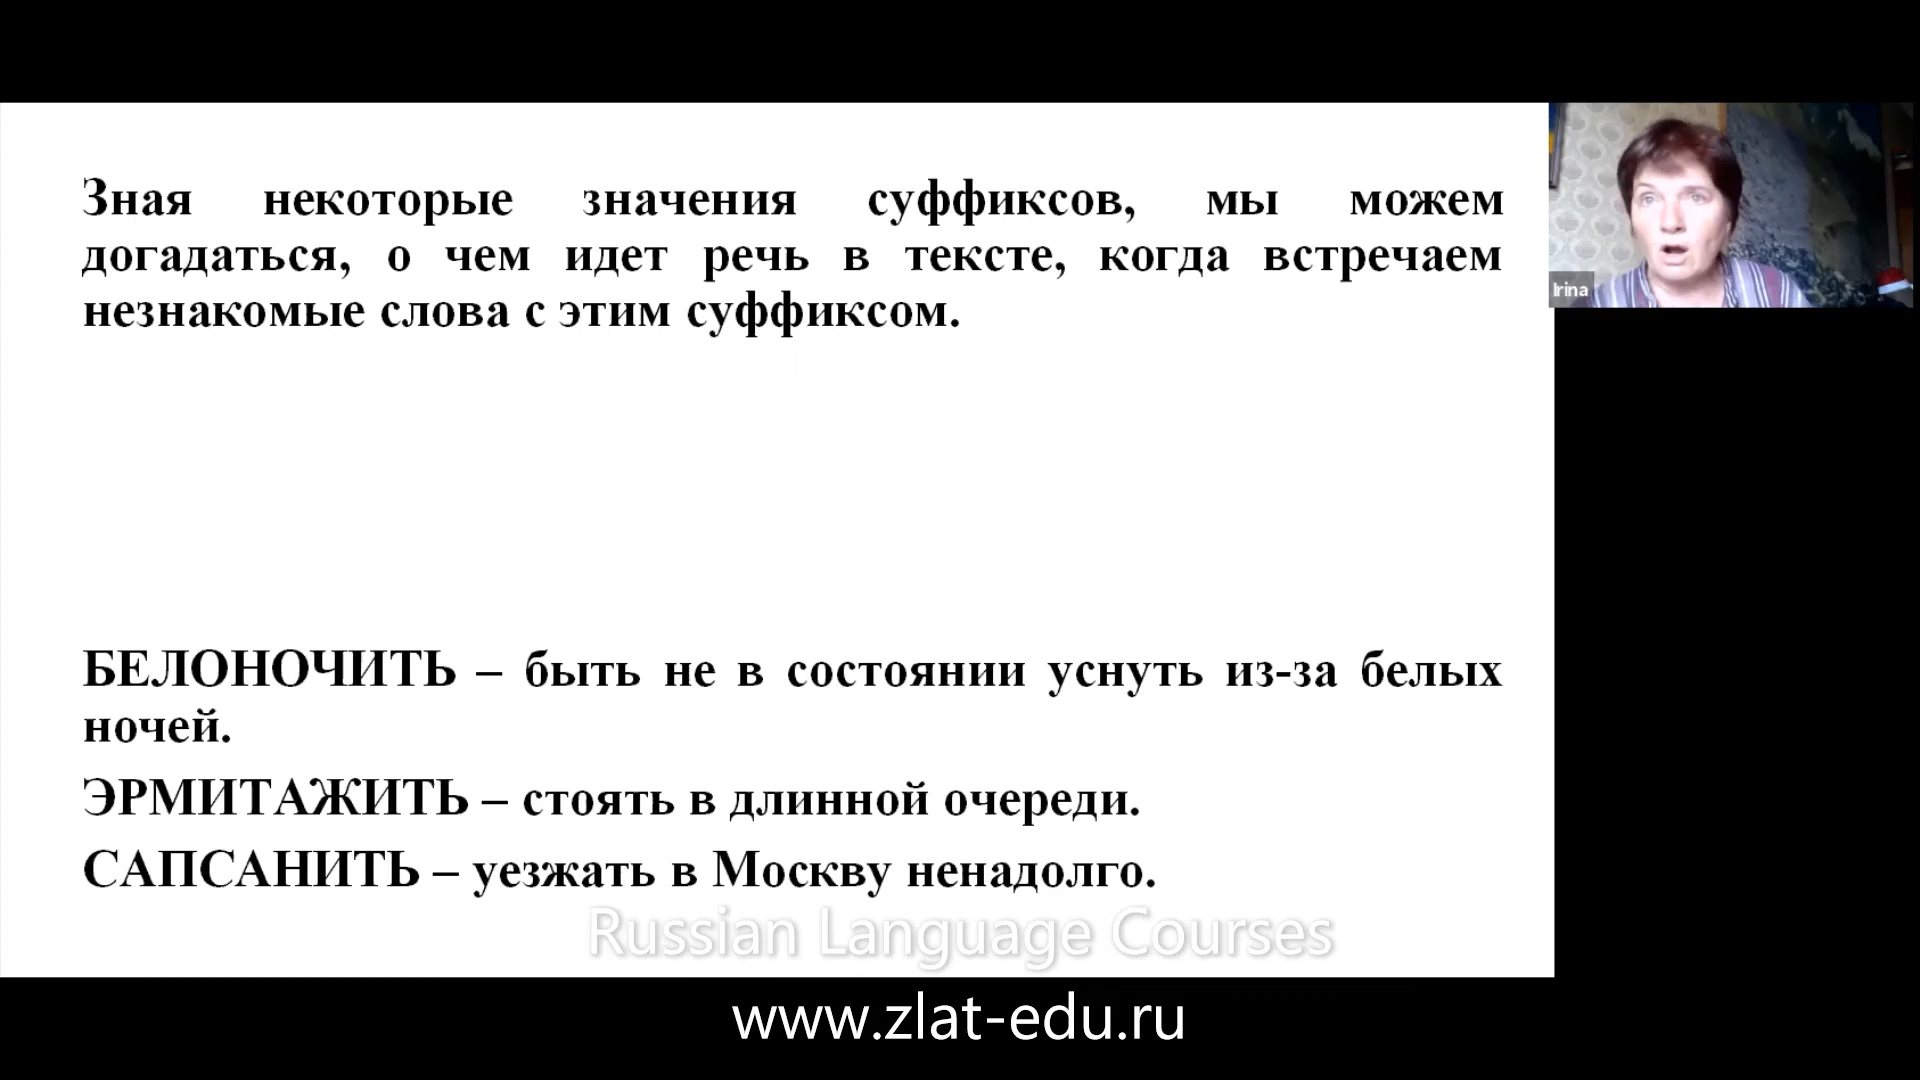 Зная некоторые значения суффиксов, мы можем
догадаться, о чем идет речь в тексте, когда встречаем
незнакомые слова с этим суффиксом.
Irina
БЕЛОНОЧИТЬ – быть не в состоянии уснуть из-за белых
ночей.
ЭРМИТАЖИТЬ – стоять в длинной очереди.
САПСАНИТЬ – уезжать в Москву ненадолго.
Russian Language Courses
www.zlat-edu.ru